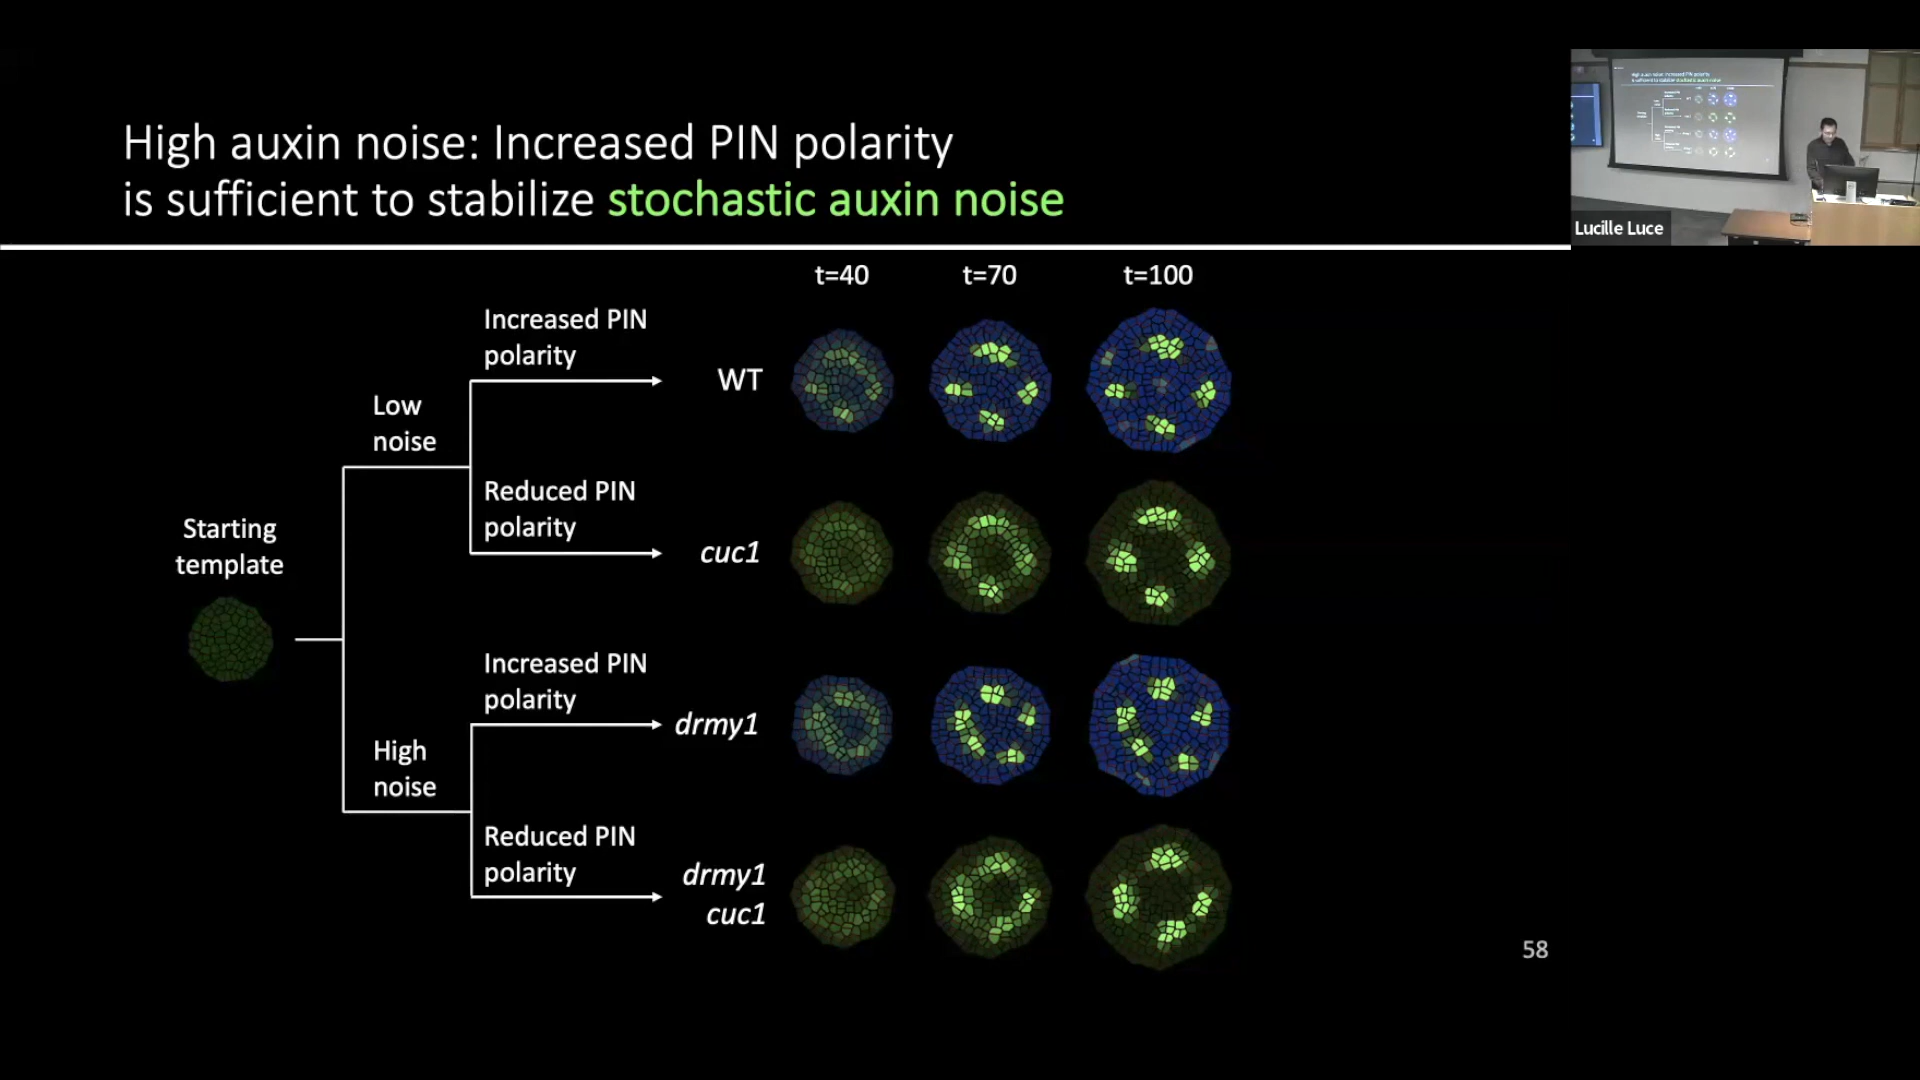 High auxin noise: Increased PIN polarity
is sufficient to stabilize stochastic auxin noise
Lucille Luce
t=40 t=70 t=100
Increased PIN
polarity
WT
Low
noise
Reduced PIN
polarity
cuc1
Starting
template
Increased PIN
polarity
drmy1
High
noise
Reduced PIN
polarity
drmy1
cuc1
58